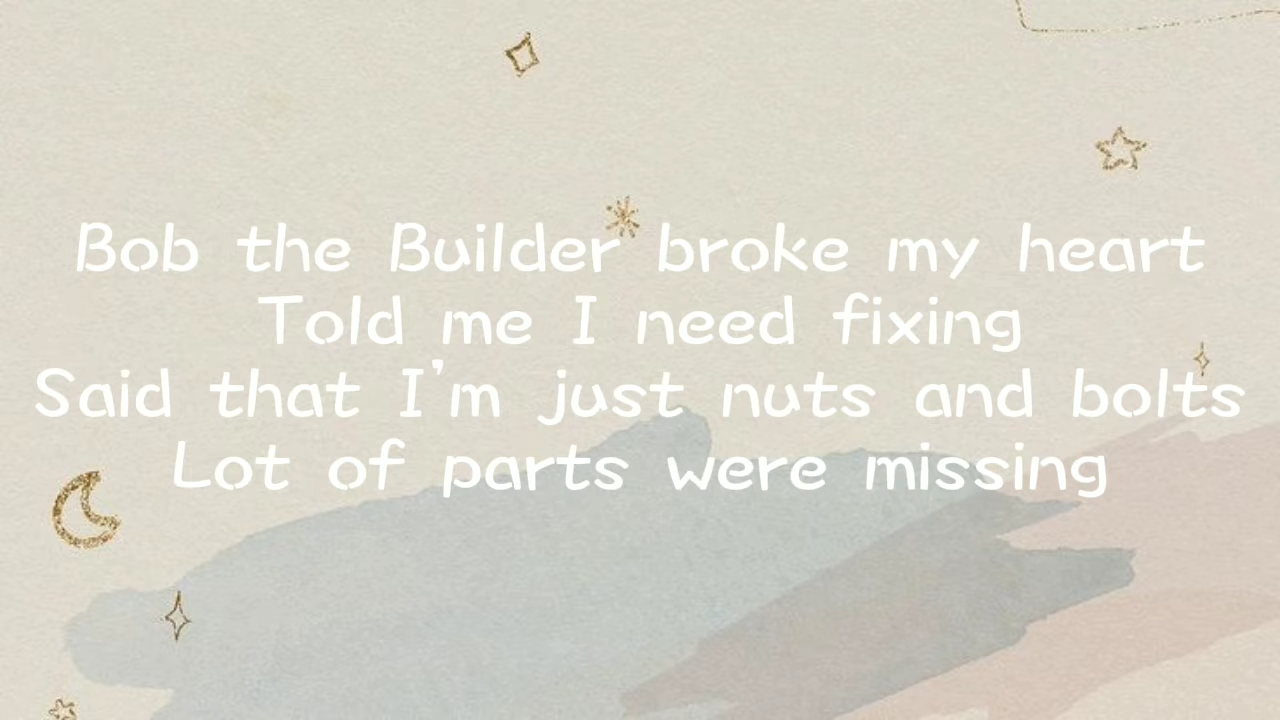 Bob the Builder broke my heart
Told me I need fixing
Said that I'm just nuts and bolts
Lot of parts were missing